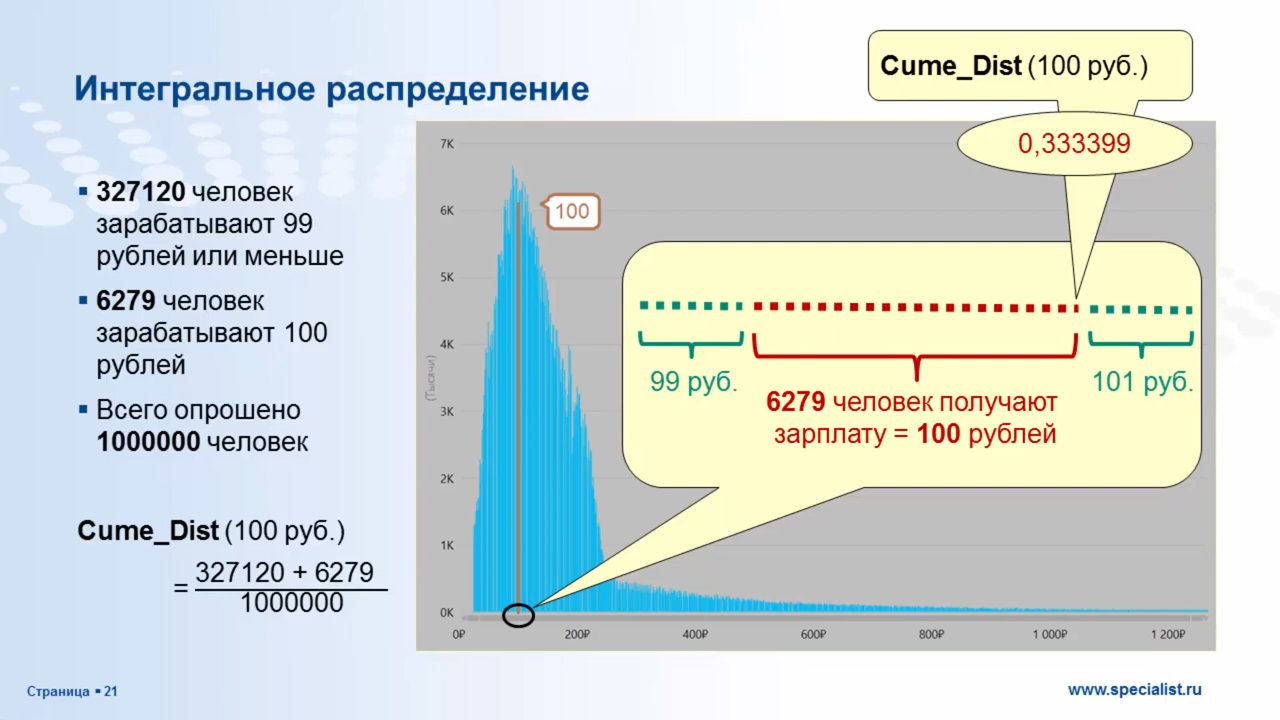 Интегральное распределение
Cume_Dist (100 руб.)
0,333399
▪ 327120 человек
зарабатывают 99
рублей или меньше
▪ 6279 человек
зарабатывают 100
рублей
▪ Всего опрошено
1000000 человек
Cume_Dist (100 руб.)
= 327120 + 6279
1000000
7K
6K
5K
4K
3K
2K
1K
0K
(Тысячи)
100
99 руб.
6279 человек получают
зарплату = 100 рублей
101 руб.
0₽ 200₽ 400₽ 600₽ 800₽ 1 000₽ 1 200₽
Страница ▪ 21
www.specialist.ru